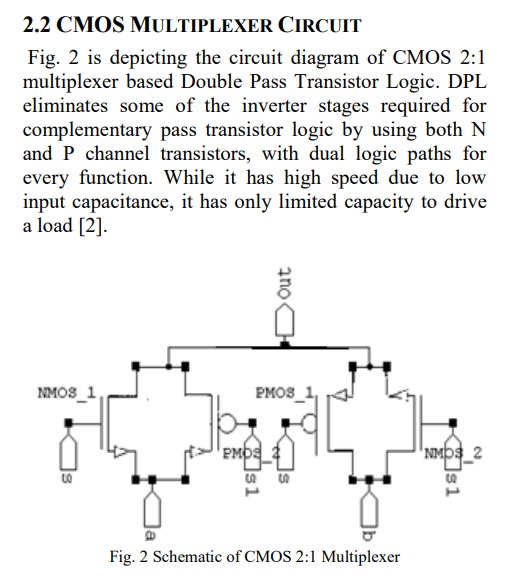 2.2 CMOS MULTIPLEXER CIRCUIT
Fig. 2 is depicting the circuit diagram of CMOS 2:1
multiplexer based Double Pass Transistor Logic. DPL
eliminates some of the inverter stages required for
complementary pass transistor logic by using both N
and P channel transistors, with dual logic paths for
every function. While it has high speed due to low
input capacitance, it has only limited capacity to drive
a load [2].
out
NMOS_1
PMOS_1
PMOS_2
NMOS_2
s
s1
s
s1
a
b
Fig. 2 Schematic of CMOS 2:1 Multiplexer